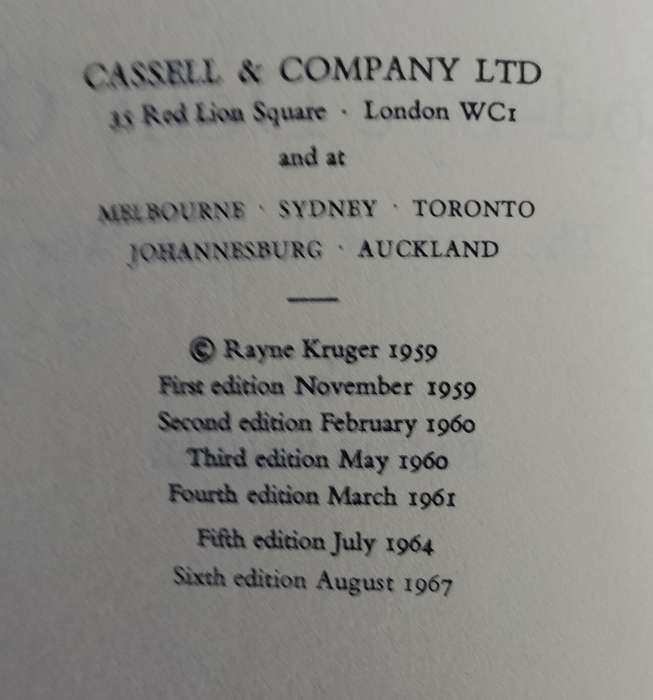 CASSELL & COMPANY LTD
35 Red Lion Square · London WC1
and at
MELBOURNE · SYDNEY · TORONTO
JOHANNESBURG · AUCKLAND
© Rayne Kruger 1959
First edition November 1959
Second edition February 1960
Third edition May 1960
Fourth edition March 1961
Fifth edition July 1964
Sixth edition August 1967